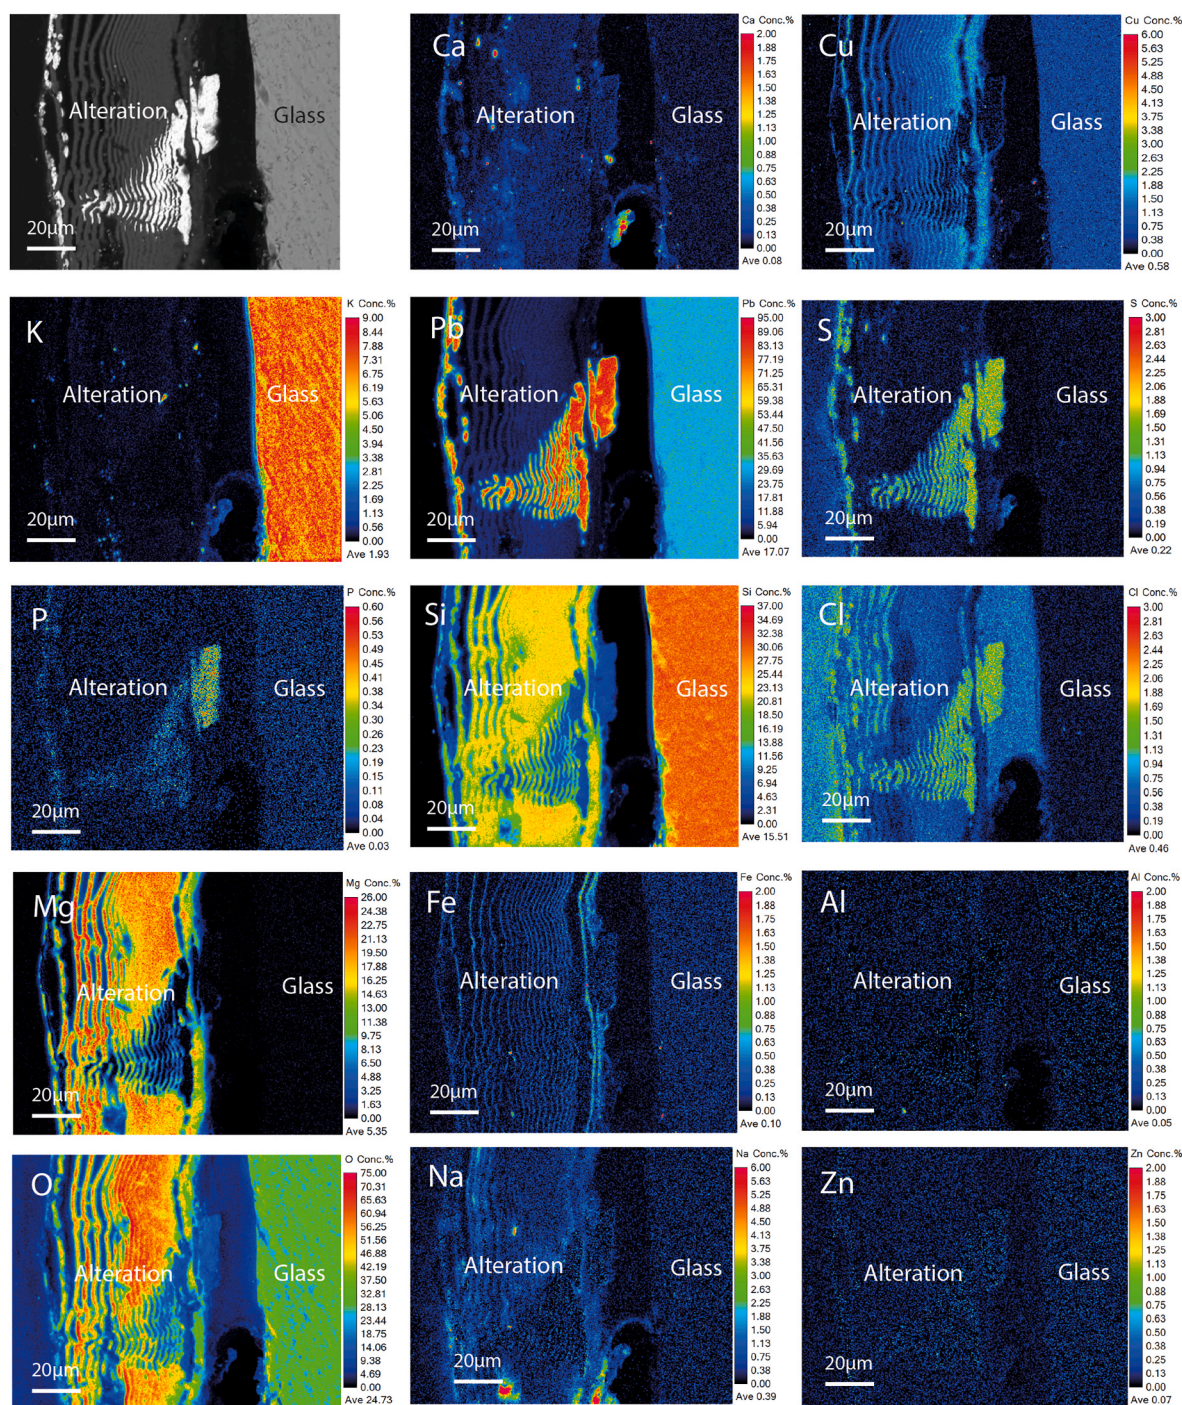 Alteration
Glass
20μm
Ca
Alteration
Glass
20μm
Ca Conc.%
2.00
1.88
1.75
1.63
1.50
1.38
1.25
1.13
1.00
0.88
0.75
0.63
0.50
0.38
0.25
0.13
0.00
Ave 0.08
Cu
Alteration
Glass
20μm
Cu Conc.%
6.00
5.63
5.25
4.88
4.50
4.13
3.75
3.38
3.00
2.63
2.25
1.88
1.50
1.13
0.75
0.38
0.00
Ave 0.58
K
Alteration
Glass
20μm
K Conc.%
9.00
8.44
7.88
7.31
6.75
6.19
5.63
5.06
4.50
3.94
3.38
2.81
2.25
1.69
1.13
0.56
0.00
Ave 1.93
Pb
Alteration
Glass
20μm
Pb Conc.%
95.00
89.06
83.13
77.19
71.25
65.31
59.38
53.44
47.50
41.56
35.63
29.69
23.75
17.81
11.88
5.94
0.00
Ave 17.07
S
Alteration
Glass
20μm
S Conc.%
3.00
2.81
2.63
2.44
2.25
2.06
1.88
1.69
1.50
1.31
1.13
0.94
0.75
0.56
0.38
0.19
0.00
Ave 0.22
P
Alteration
Glass
20μm
P Conc.%
0.60
0.56
0.53
0.49
0.45
0.41
0.38
0.34
0.30
0.26
0.23
0.19
0.15
0.11
0.08
0.04
0.00
Ave 0.03
Si
Alteration
Glass
20μm
Si Conc.%
37.00
34.69
32.38
30.06
27.75
25.44
23.13
20.81
18.50
16.19
13.88
11.56
9.25
6.94
4.63
2.31
0.00
Ave 15.51
Cl
Alteration
Glass
20μm
Cl Conc.%
3.00
2.81
2.63
2.44
2.25
2.06
1.88
1.69
1.50
1.31
1.13
0.94
0.75
0.56
0.38
0.19
0.00
Ave 0.46
Mg
Alteration
Glass
20μm
Mg Conc.%
26.00
24.38
22.75
21.13
19.50
17.88
16.25
14.63
13.00
11.38
9.75
8.13
6.50
4.88
3.25
1.63
0.00
Ave 5.35
Fe
Alteration
Glass
20μm
Fe Conc.%
2.00
1.88
1.75
1.63
1.50
1.38
1.25
1.13
1.00
0.88
0.75
0.63
0.50
0.38
0.25
0.13
0.00
Ave 0.10
Al
Alteration
Glass
20μm
Al Conc.%
2.00
1.88
1.75
1.63
1.50
1.38
1.25
1.13
1.00
0.88
0.75
0.63
0.50
0.38
0.25
0.13
0.00
Ave 0.05
O
Alteration
Glass
20μm
O Conc.%
75.00
70.31
65.63
60.94
56.25
51.56
46.88
42.19
37.50
32.81
28.13
23.44
18.75
14.06
9.38
4.69
0.00
Ave 24.73
Na
Alteration
Glass
20μm
Na Conc.%
6.00
5.63
5.25
4.88
4.50
4.13
3.75
3.38
3.00
2.63
2.25
1.88
1.50
1.13
0.75
0.38
0.00
Ave 0.39
Zn
Alteration
Glass
20μm
Zn Conc.%
2.00
1.88
1.75
1.63
1.50
1.38
1.25
1.13
1.00
0.88
0.75
0.63
0.50
0.38
0.25
0.13
0.00
Ave 0.07